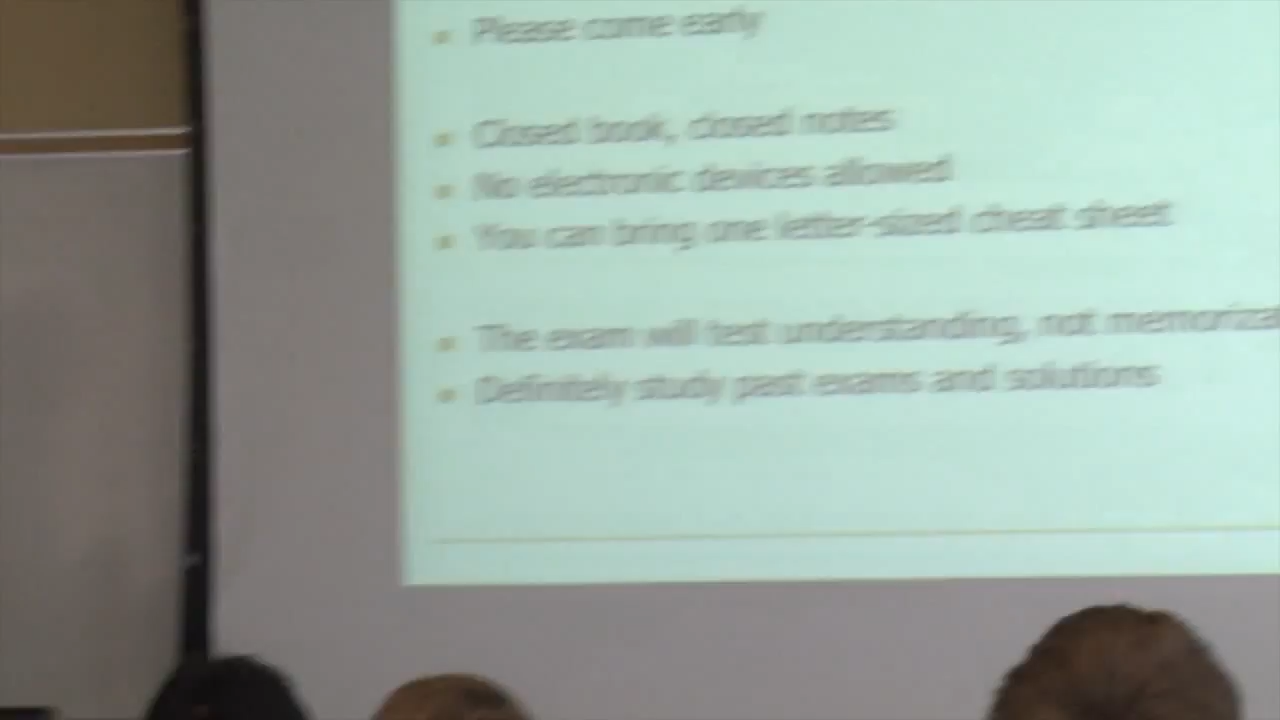 Please come early
Closed book, closed notes
No electronic devices allowed
You can bring one letter-sized cheat sheet
The exam will test understanding, not memoriza
Definitely study past exams and solutions